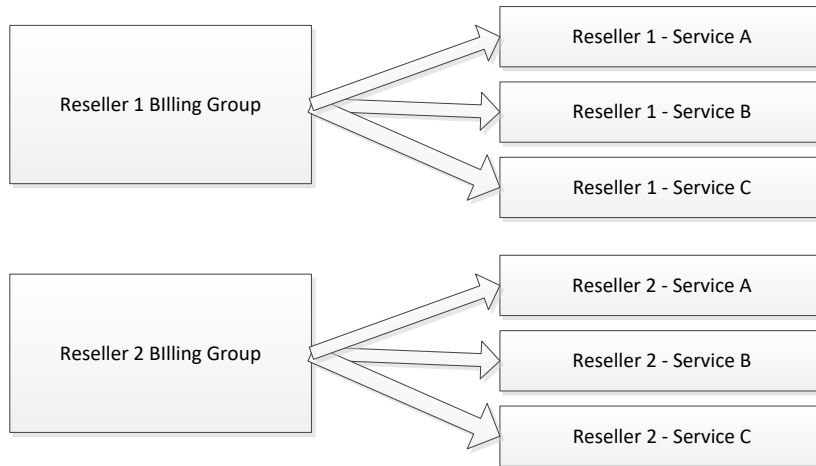 Reseller 1 BIlling Group
Reseller 1 - Service A
Reseller 1 - Service B
Reseller 1 - Service C
Reseller 2 BIlling Group
Reseller 2 - Service A
Reseller 2 - Service B
Reseller 2 - Service C